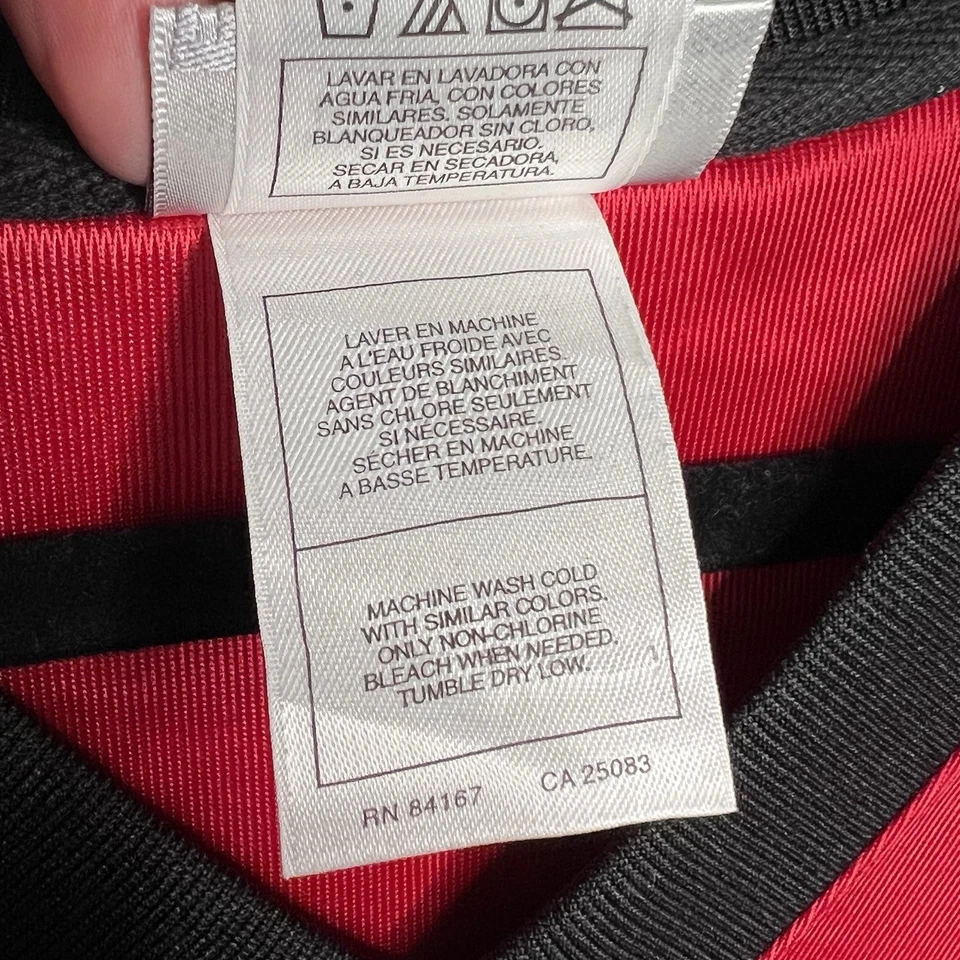 LAVAR EN LAVADORA CON
AGUA FRIA, CON COLORES
SIMILARES. SOLAMENTE
BLANQUEADOR SIN CLORO,
SI ES NECESARIO.
SECAR EN SECADORA,
A BAJA TEMPERATURA.
LAVER EN MACHINE
A L'EAU FROIDE AVEC
COULEURS SIMILAIRES.
AGENT DE BLANCHIMENT
SANS CHLORE SEULEMENT
SI NÉCESSAIRE.
SÉCHER EN MACHINE
A BASSE TEMPERATURE.
MACHINE WASH COLD
WITH SIMILAR COLORS.
ONLY NON-CHLORINE
BLEACH WHEN NEEDED.
TUMBLE DRY LOW.
RN 84167 CA 25083